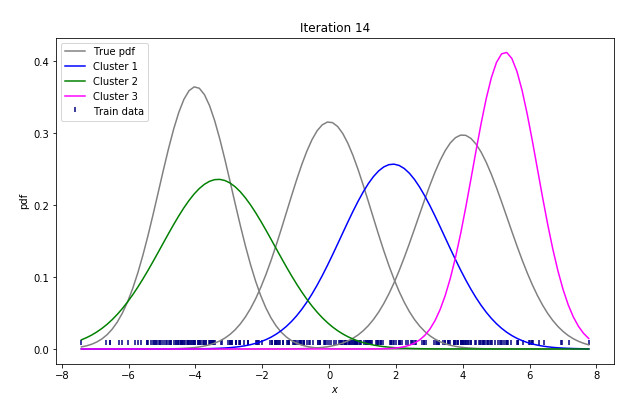 Iteration 14
True pdf
Cluster 1
Cluster 2
Cluster 3
Train data
pdf
0.4
0.3
0.2
0.1
0.0
−8 −6 −4 −2 0 2 4 6 8
x